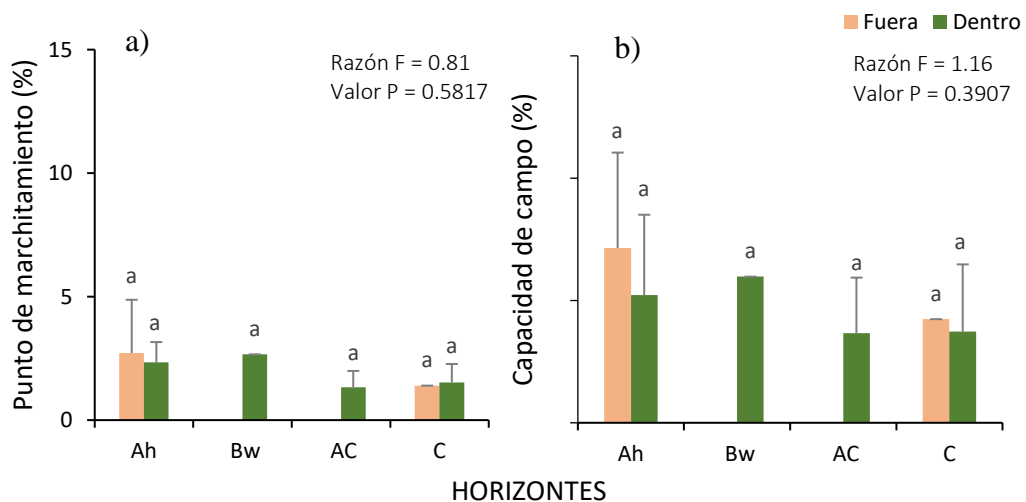 Fuera Dentro
a)
Razón F = 0.81
Valor P = 0.5817
Punto de marchitamiento (%)
15
10
5
0
a
a
a
a
a
a
Ah
Bw
AC
C
b)
Razón F = 1.16
Valor P = 0.3907
Capacidad de campo (%)
a
a
a
a
a
a
Ah
Bw
AC
C
HORIZONTES